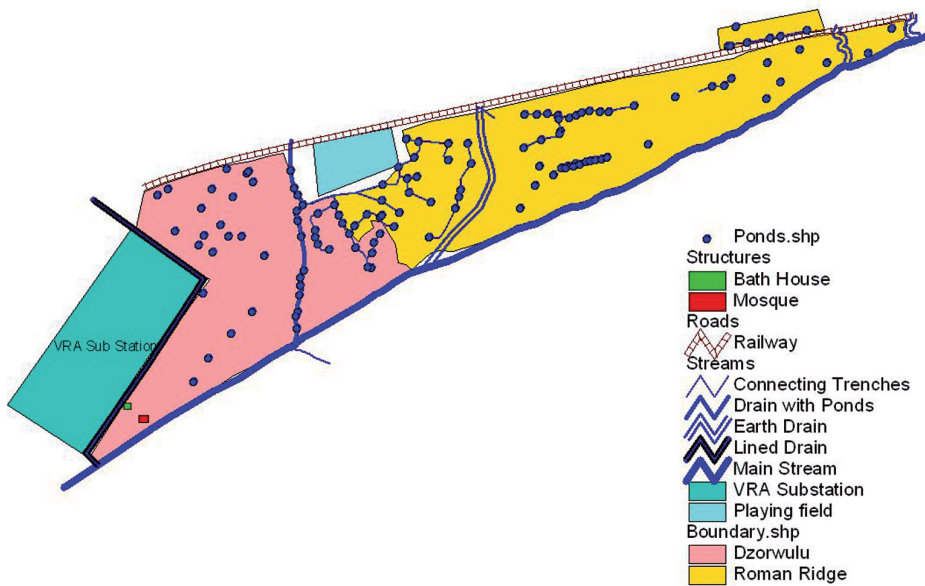 VRA Sub Station
Ponds.shp
Structures
Bath House
Mosque
Roads
Railway
Streams
Connecting Trenches
Drain with Ponds
Earth Drain
Lined Drain
Main Stream
VRA Substation
Playing field
Boundary.shp
Dzorwulu
Roman Ridge